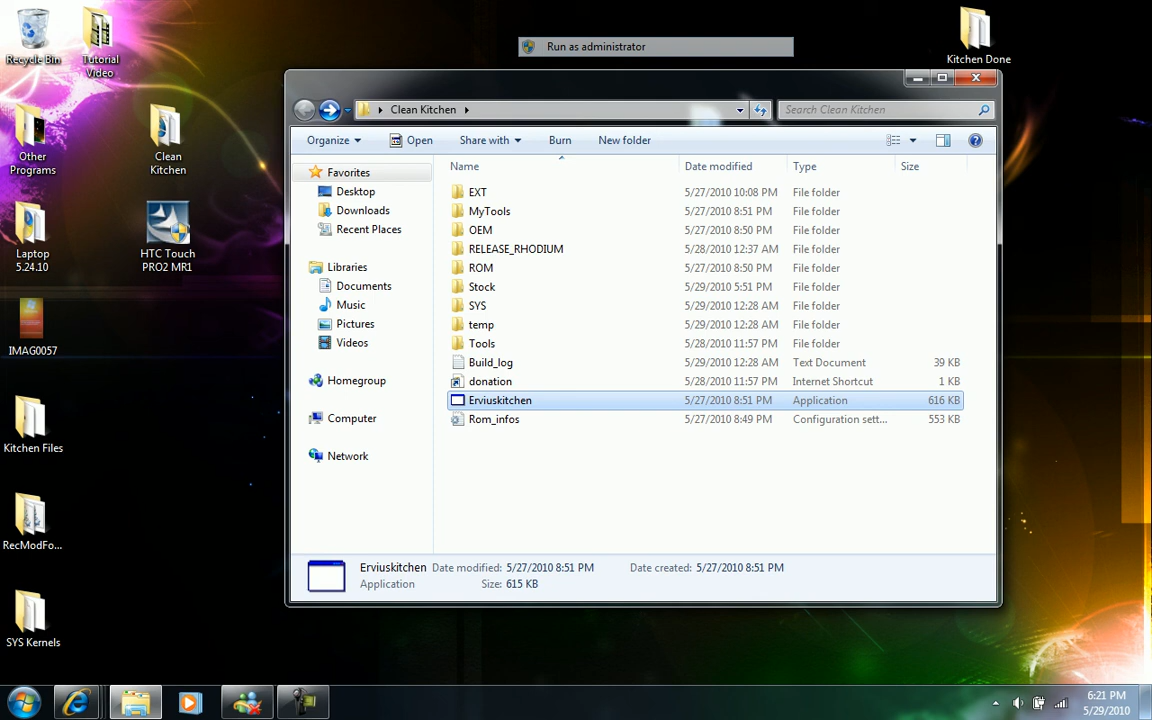 Recycle Bin
Tutorial
Video
Run as administrator
Kitchen Done
Other
Programs
Clean
Kitchen
Laptop
5.24.10
HTC Touch
PRO2 MR1
IMAG0057
Kitchen Files
RecModFo...
SYS Kernels
Clean Kitchen
Search Clean Kitchen
Organize Open Share with Burn New folder
Favorites
Desktop
Downloads
Recent Places
Libraries
Documents
Music
Pictures
Videos
Homegroup
Computer
Network
Name Date modified Type Size
EXT 5/27/2010 10:08 PM File folder
MyTools 5/27/2010 8:51 PM File folder
OEM 5/27/2010 8:50 PM File folder
RELEASE_RHODIUM 5/28/2010 12:37 AM File folder
ROM 5/27/2010 8:50 PM File folder
Stock 5/29/2010 5:51 PM File folder
SYS 5/29/2010 12:28 AM File folder
temp 5/29/2010 12:28 AM File folder
Tools 5/28/2010 11:57 PM File folder
Build_log 5/29/2010 12:28 AM Text Document 39 KB
donation 5/28/2010 11:57 PM Internet Shortcut 1 KB
Erviuskitchen 5/27/2010 8:51 PM Application 616 KB
Rom_infos 5/27/2010 8:49 PM Configuration sett... 553 KB
Erviuskitchen Date modified: 5/27/2010 8:51 PM Date created: 5/27/2010 8:51 PM
Application Size: 615 KB
6:21 PM
5/29/2010